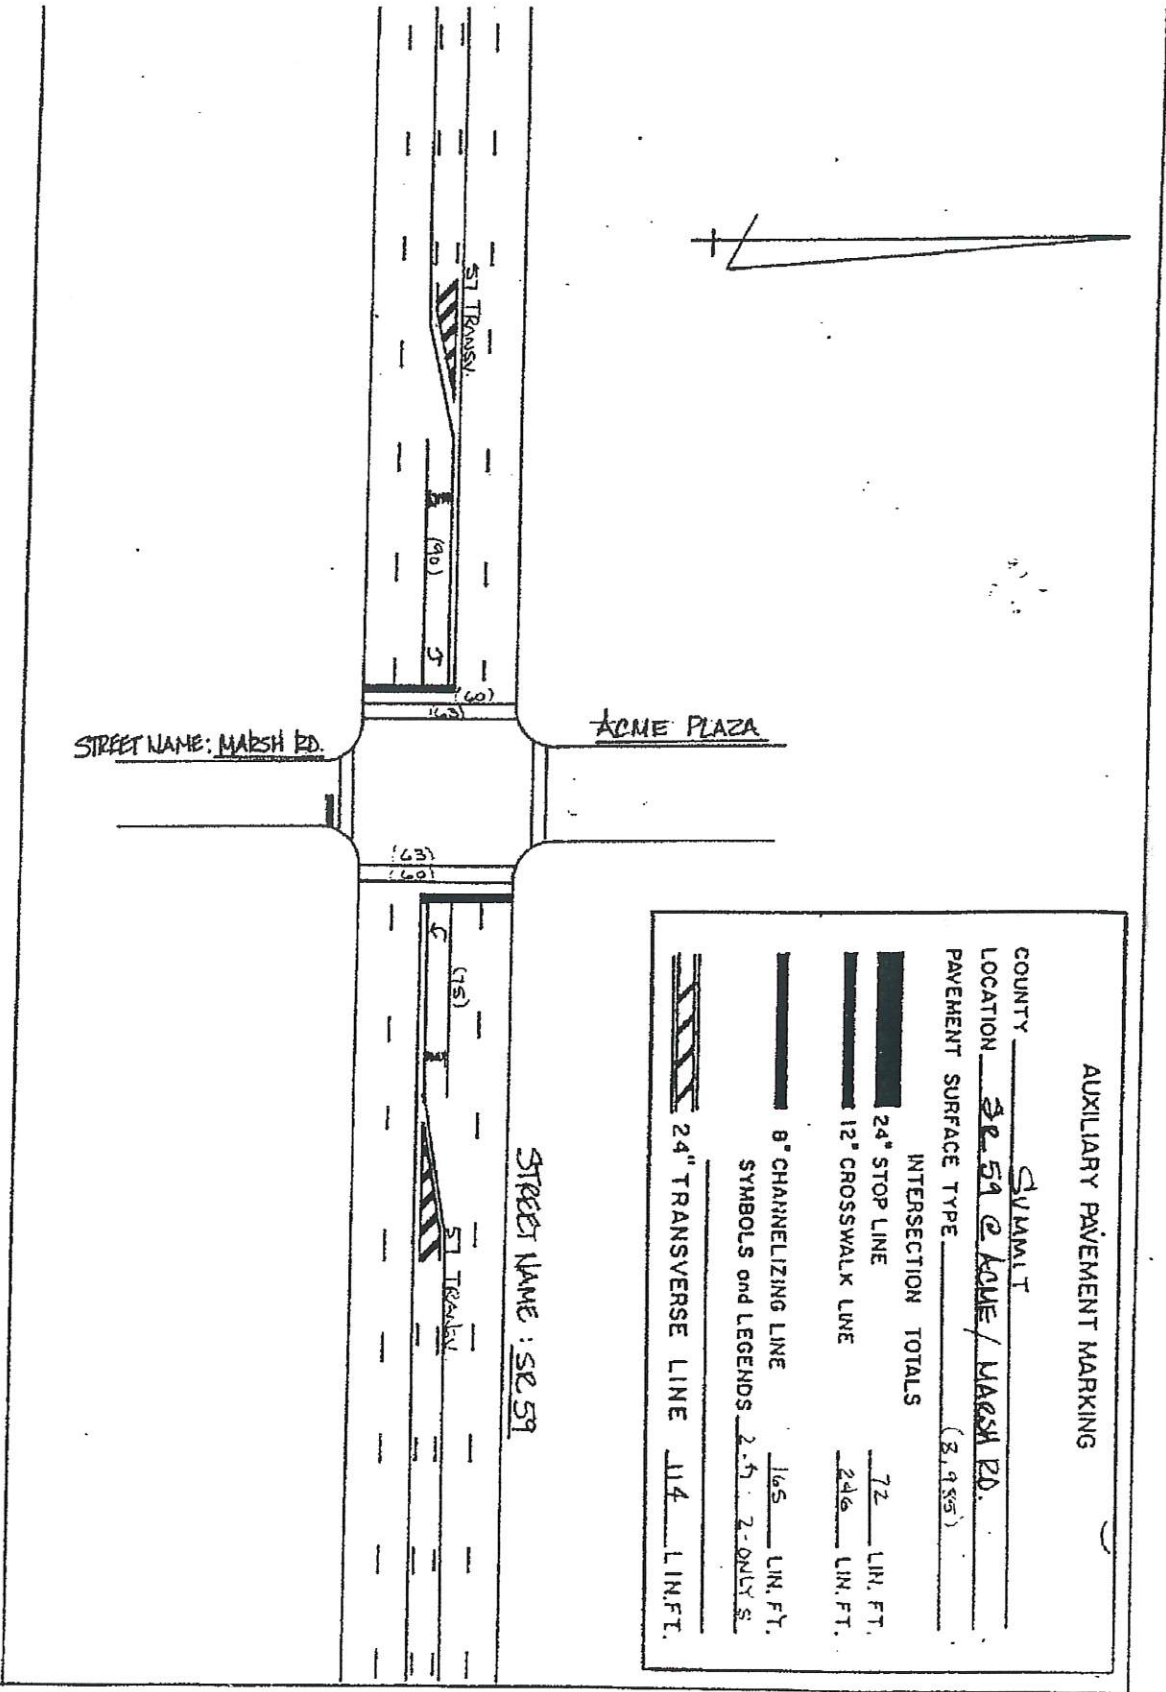 AUXILIARY PAVEMENT MARKING
COUNTY SUMMIT
LOCATION SR 59 @ ACME / MARSH RD.
PAVEMENT SURFACE TYPE (3,985')
INTERSECTION TOTALS
24" STOP LINE 72 LIN. FT.
12" CROSSWALK LINE 246 LIN. FT.
8" CHANNELIZING LINE 165 LIN. FT.
SYMBOLS and LEGENDS 2- 2-ONLY'S
24" TRANSVERSE LINE 114 LIN.FT.
57 TRANSV.
(90)
(60)
(63)
STREET NAME: MARSH RD.
ACME PLAZA
(63)
(60)
(75)
57 TRANSV.
STREET NAME: SR 59